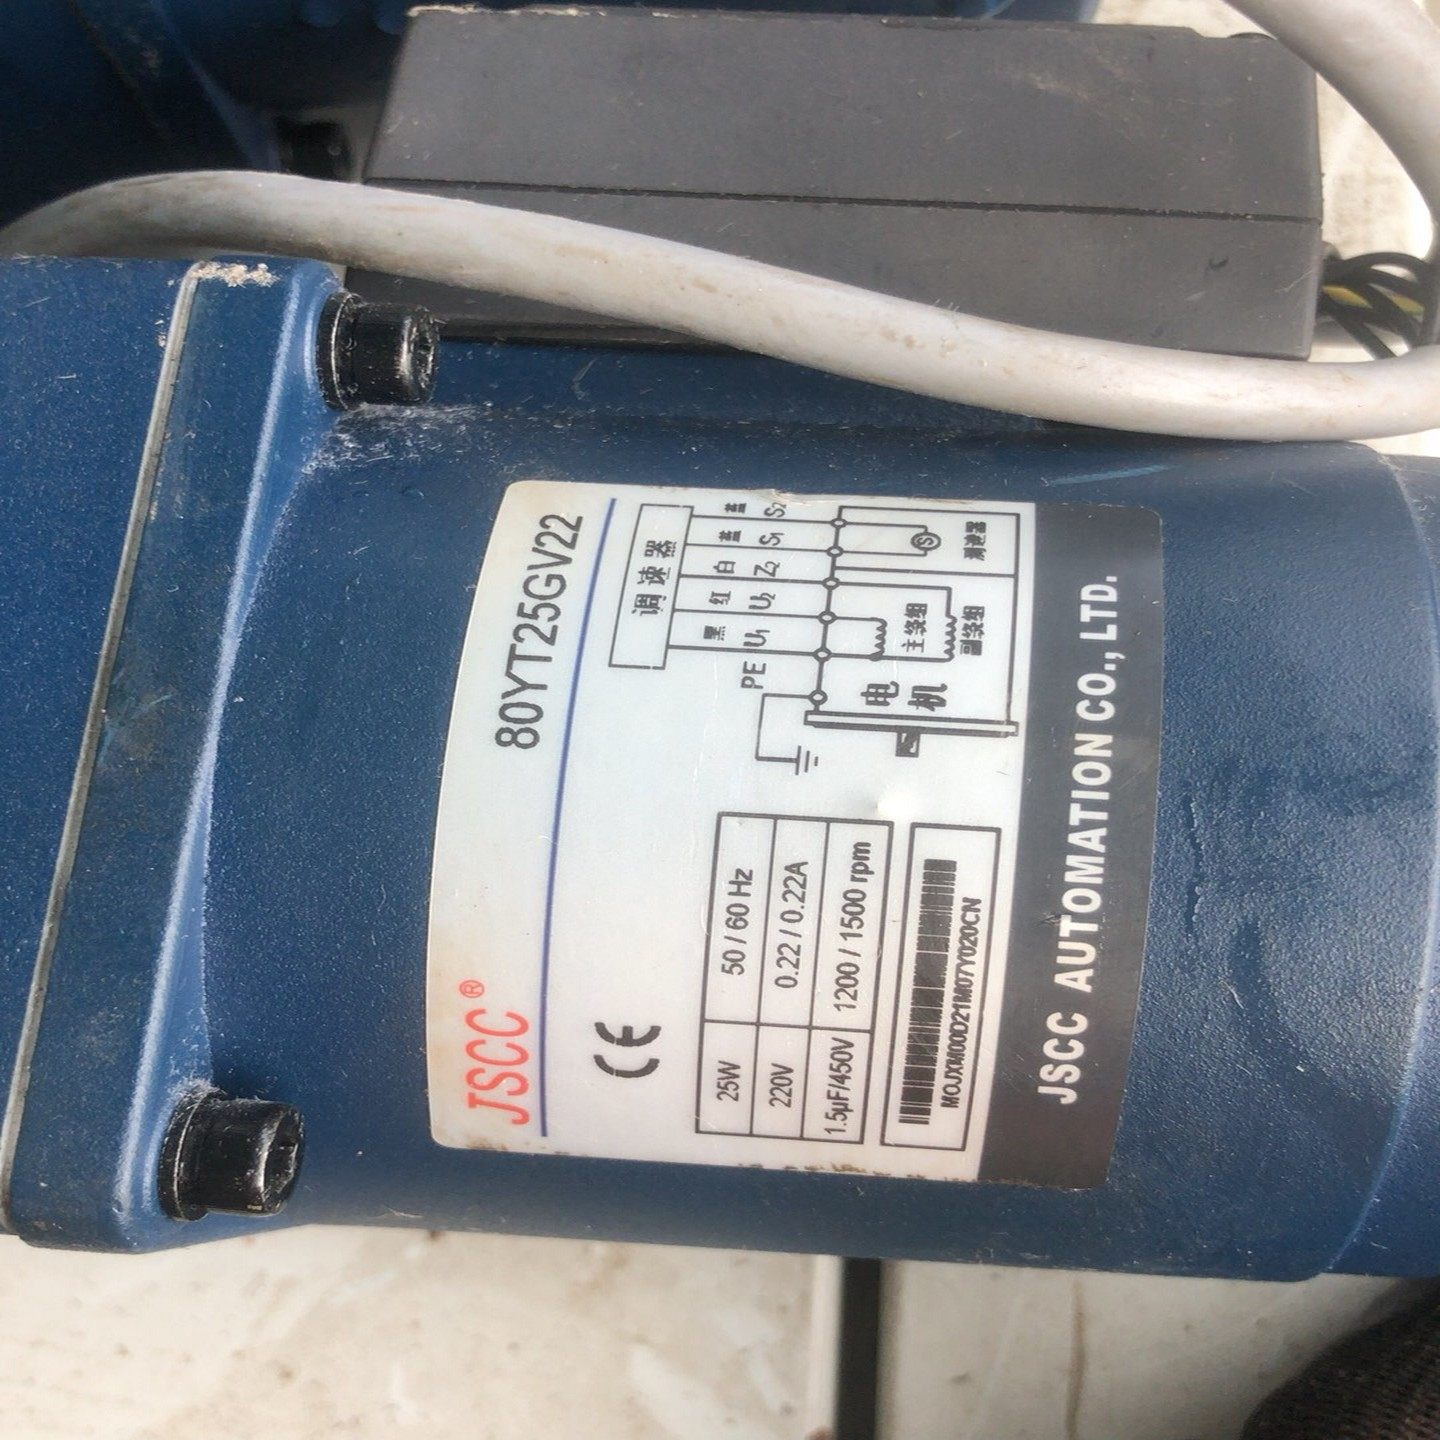 JSCC®
80YT25GV22
CE
调速器
黑 红 白 蓝 蓝
PE U1 U2 Z2 S1 S2
主绕组
副绕组
测速器
电机
25W 50 / 60 Hz
220V 0.22 / 0.22A
1.5μF/450V 1200 / 1500 rpm
MOJXM00D21M07Y020CN
JSCC AUTOMATION CO., LTD.